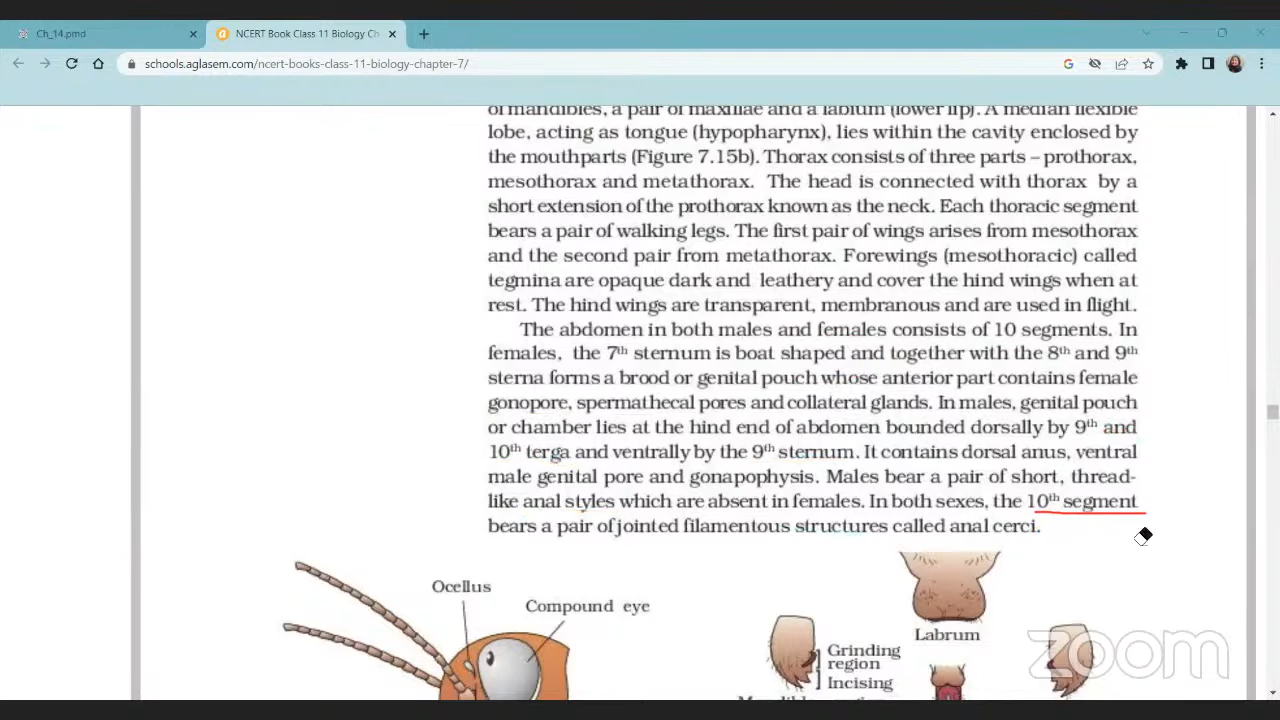 Ch_14.pmd
NCERT Book Class 11 Biology Ch
schools.aglasem.com/ncert-books-class-11-biology-chapter-7/
of mandibles, a pair of maxillae and a labium (lower lip). A median flexible
lobe, acting as tongue (hypopharynx), lies within the cavity enclosed by
the mouthparts (Figure 7.15b). Thorax consists of three parts – prothorax,
mesothorax and metathorax. The head is connected with thorax by a
short extension of the prothorax known as the neck. Each thoracic segment
bears a pair of walking legs. The first pair of wings arises from mesothorax
and the second pair from metathorax. Forewings (mesothoracic) called
tegmina are opaque dark and leathery and cover the hind wings when at
rest. The hind wings are transparent, membranous and are used in flight.
The abdomen in both males and females consists of 10 segments. In
females, the 7th sternum is boat shaped and together with the 8th and 9th
sterna forms a brood or genital pouch whose anterior part contains female
gonopore, spermathecal pores and collateral glands. In males, genital pouch
or chamber lies at the hind end of abdomen bounded dorsally by 9th and
10th terga and ventrally by the 9th sternum. It contains dorsal anus, ventral
male genital pore and gonapophysis. Males bear a pair of short, thread-
like anal styles which are absent in females. In both sexes, the 10th segment
bears a pair of jointed filamentous structures called anal cerci.
Ocellus
Compound eye
Labrum
Grinding
region
Incising
zoom